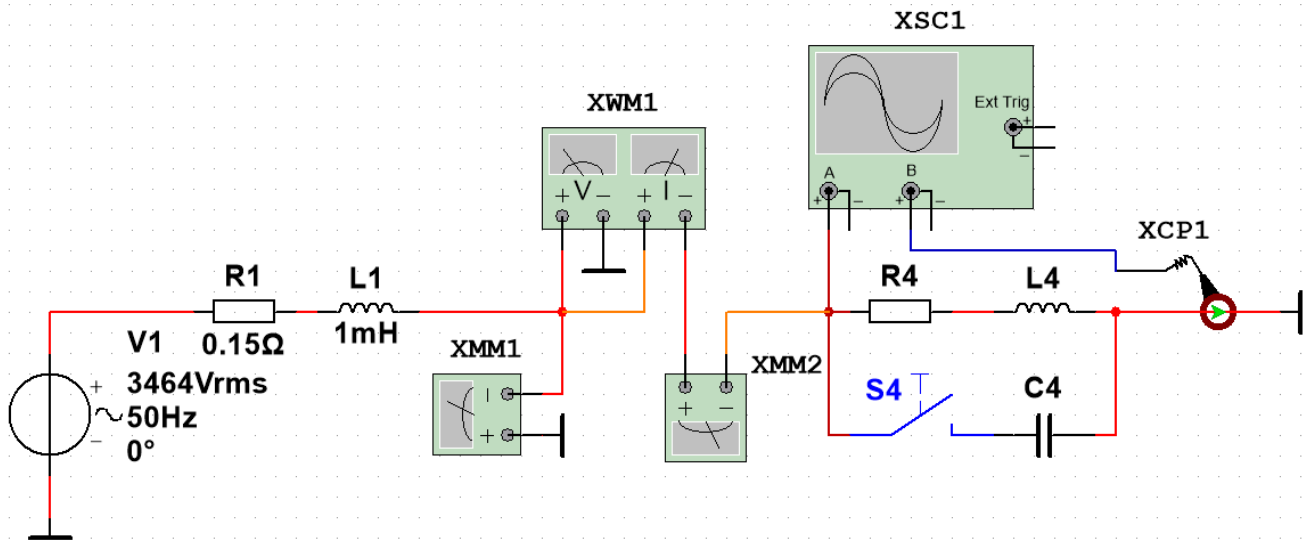 XSC1
Ext Trig
+
−
A
B
+ − + −
XWM1
V I
+ − + −
XCP1
R1
0.15Ω
L1
1mH
R4
L4
V1
3464Vrms
50Hz
0°
+
−
XMM1
−
+
XMM2
+ −
S4
C4